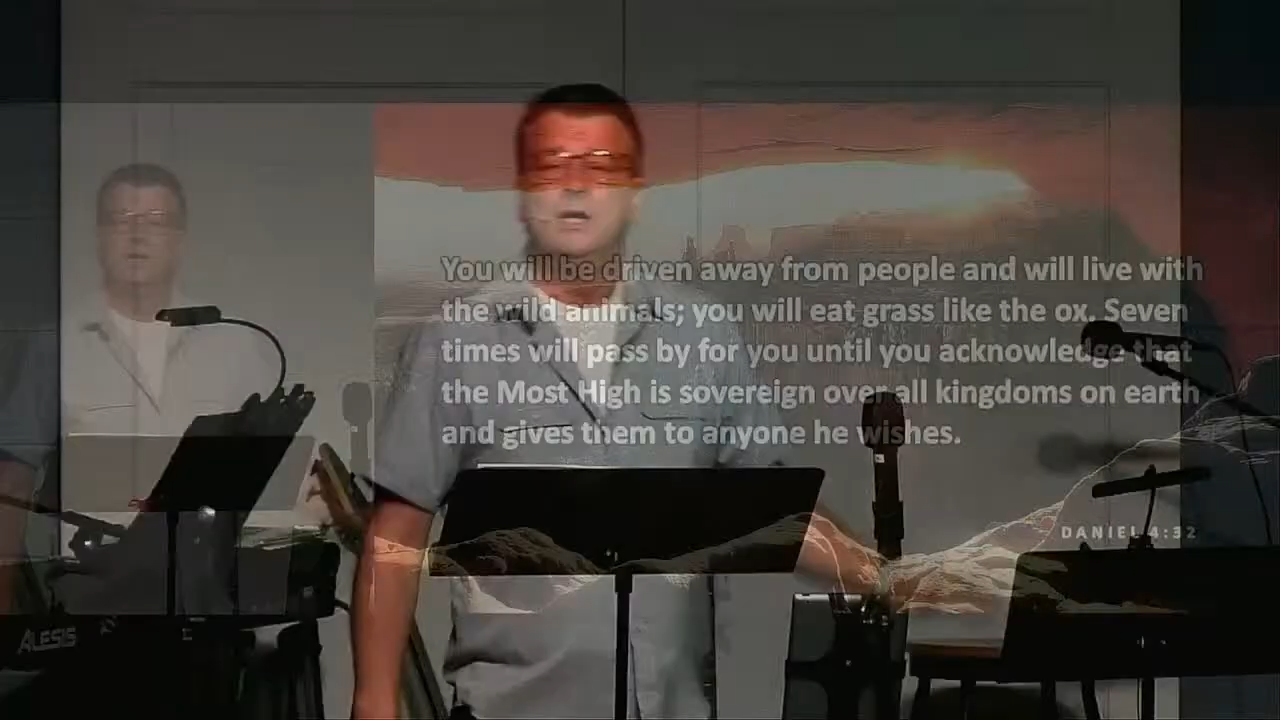 You will be driven away from people and will live with
the wild animals; you will eat grass like the ox. Seven
times will pass by for you until you acknowledge that
the Most High is sovereign over all kingdoms on earth
and gives them to anyone he wishes.
DANIEL 4:32
ALESIS